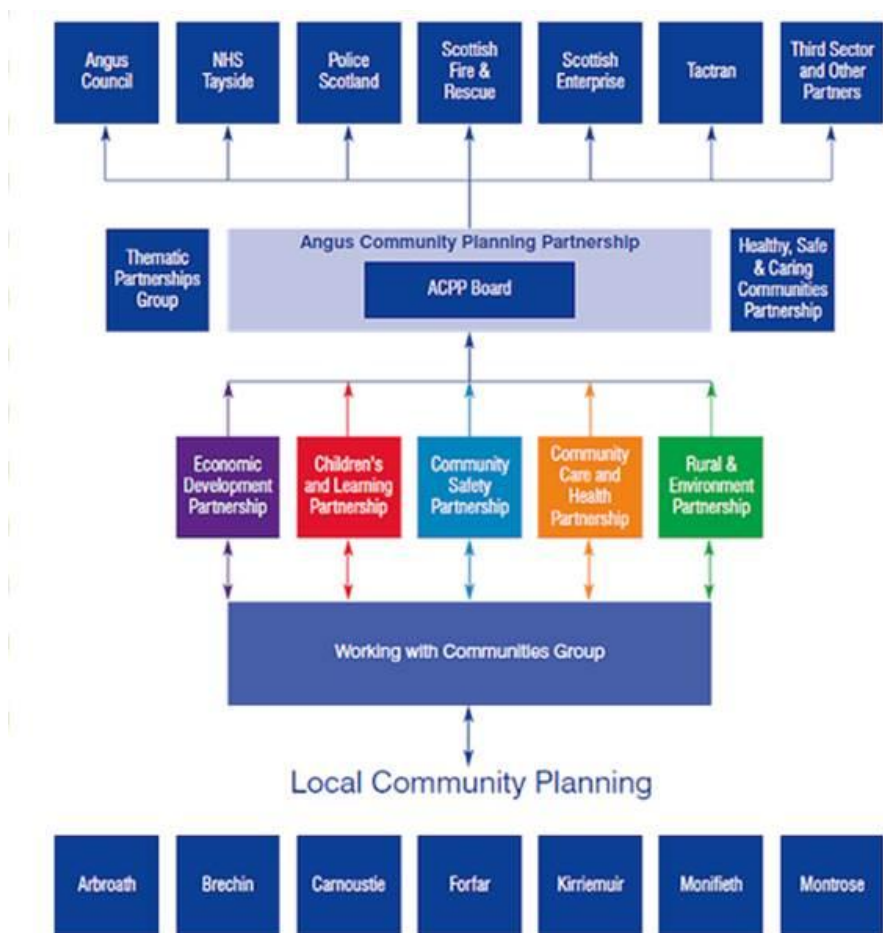 Angus
Council
NHS
Tayside
Police
Scotland
Scottish
Fire &
Rescue
Scottish
Enterprise
Tactran
Third Sector
and Other
Partners
Thematic
Partnerships
Group
Angus Community Planning Partnership
ACPP Board
Healthy, Safe
& Caring
Communities
Partnership
Economic
Development
Partnership
Children's
and Learning
Partnership
Community
Safety
Partnership
Community
Care and
Health
Partnership
Rural &
Environment
Partnership
Working with Communities Group
Local Community Planning
Arbroath
Brechin
Carnoustie
Forfar
Kirriemuir
Monifieth
Montrose